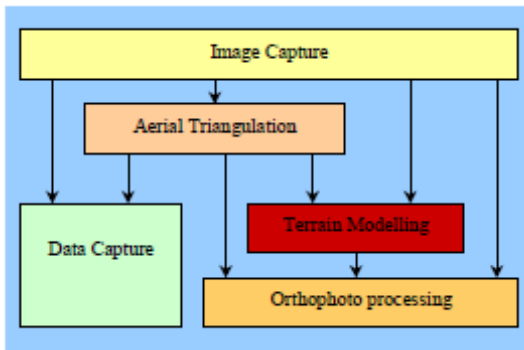 Image Capture
Aerial Triangulation
Terrain Modelling
Data Capture
Orthophoto processing